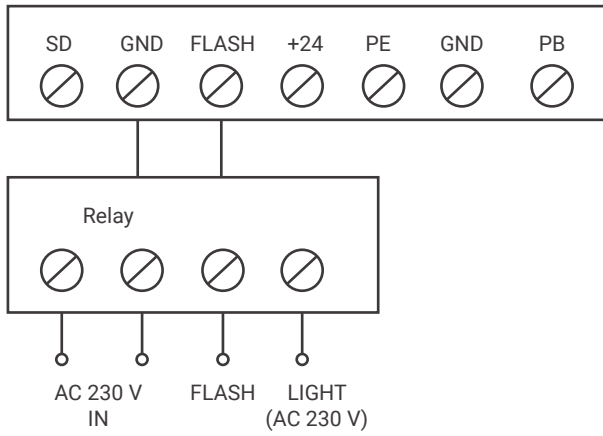 SD GND FLASH +24 PE GND PB
Relay
AC 230 V FLASH LIGHT
IN (AC 230 V)